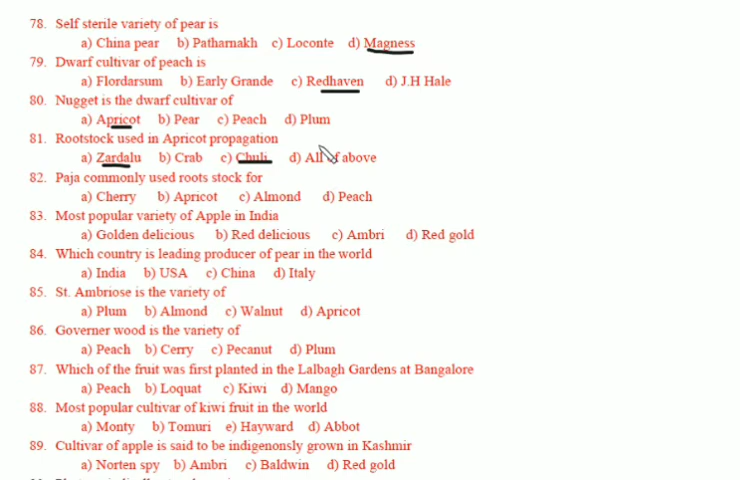 78. Self sterile variety of pear is
a) China pear b) Patharnakh c) Loconte d) Magness
79. Dwarf cultivar of peach is
a) Flordarsum b) Early Grande c) Redhaven d) J.H Hale
80. Nugget is the dwarf cultivar of
a) Apricot b) Pear c) Peach d) Plum
81. Rootstock used in Apricot propagation
a) Zardalu b) Crab c) Chuli d) All of above
82. Paja commonly used roots stock for
a) Cherry b) Apricot c) Almond d) Peach
83. Most popular variety of Apple in India
a) Golden delicious b) Red delicious c) Ambri d) Red gold
84. Which country is leading producer of pear in the world
a) India b) USA c) China d) Italy
85. St. Ambriose is the variety of
a) Plum b) Almond c) Walnut d) Apricot
86. Governer wood is the variety of
a) Peach b) Cerry c) Pecanut d) Plum
87. Which of the fruit was first planted in the Lalbagh Gardens at Bangalore
a) Peach b) Loquat c) Kiwi d) Mango
88. Most popular cultivar of kiwi fruit in the world
a) Monty b) Tomuri e) Hayward d) Abbot
89. Cultivar of apple is said to be indigenonsly grown in Kashmir
a) Norten spy b) Ambri c) Baldwin d) Red gold